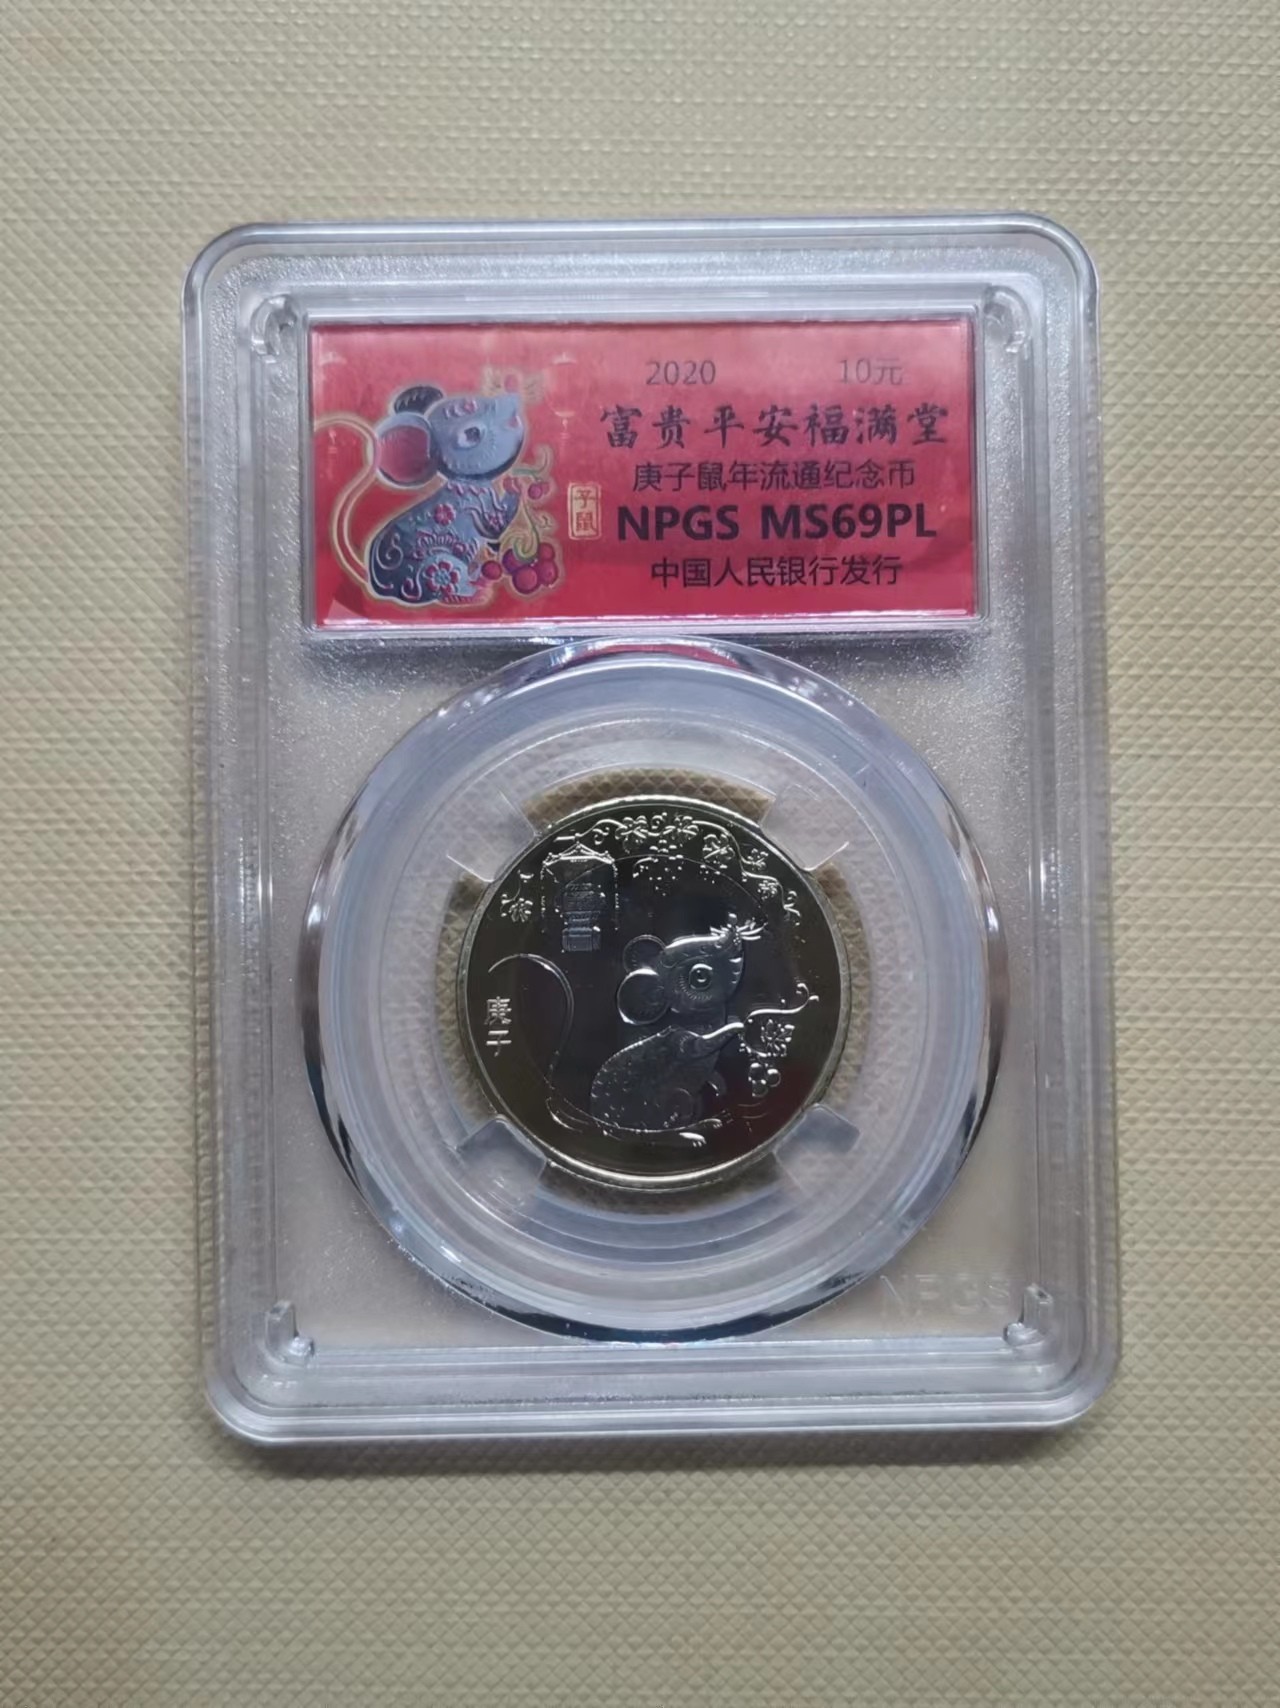 2020 10元
富贵平安福满堂
庚子鼠年流通纪念币
子鼠
NPGS MS69PL
中国人民银行发行
庚子
NPGS